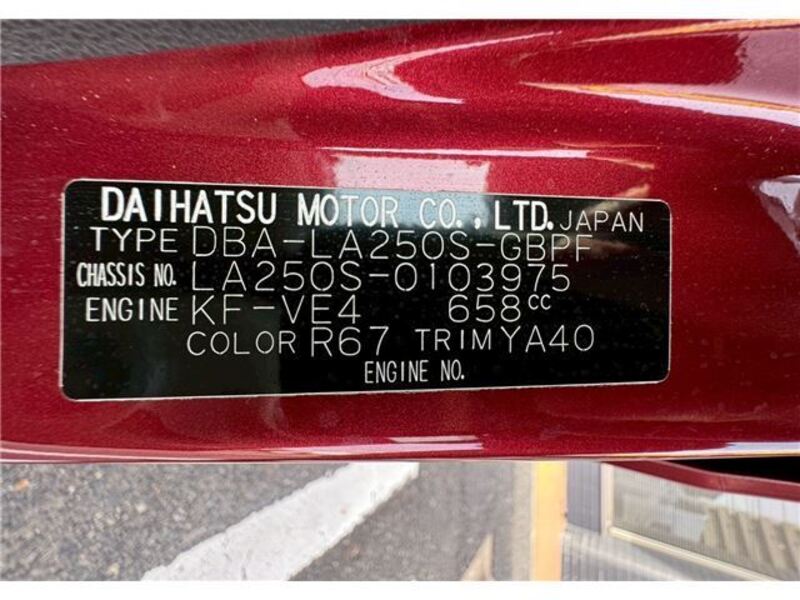 DAIHATSU MOTOR CO., LTD. JAPAN
TYPE DBA-LA250S-GBPF
CHASSIS NO. LA250S-0103975
ENGINE KF-VE4 658cc
COLOR R67 TRIM YA40
ENGINE NO.